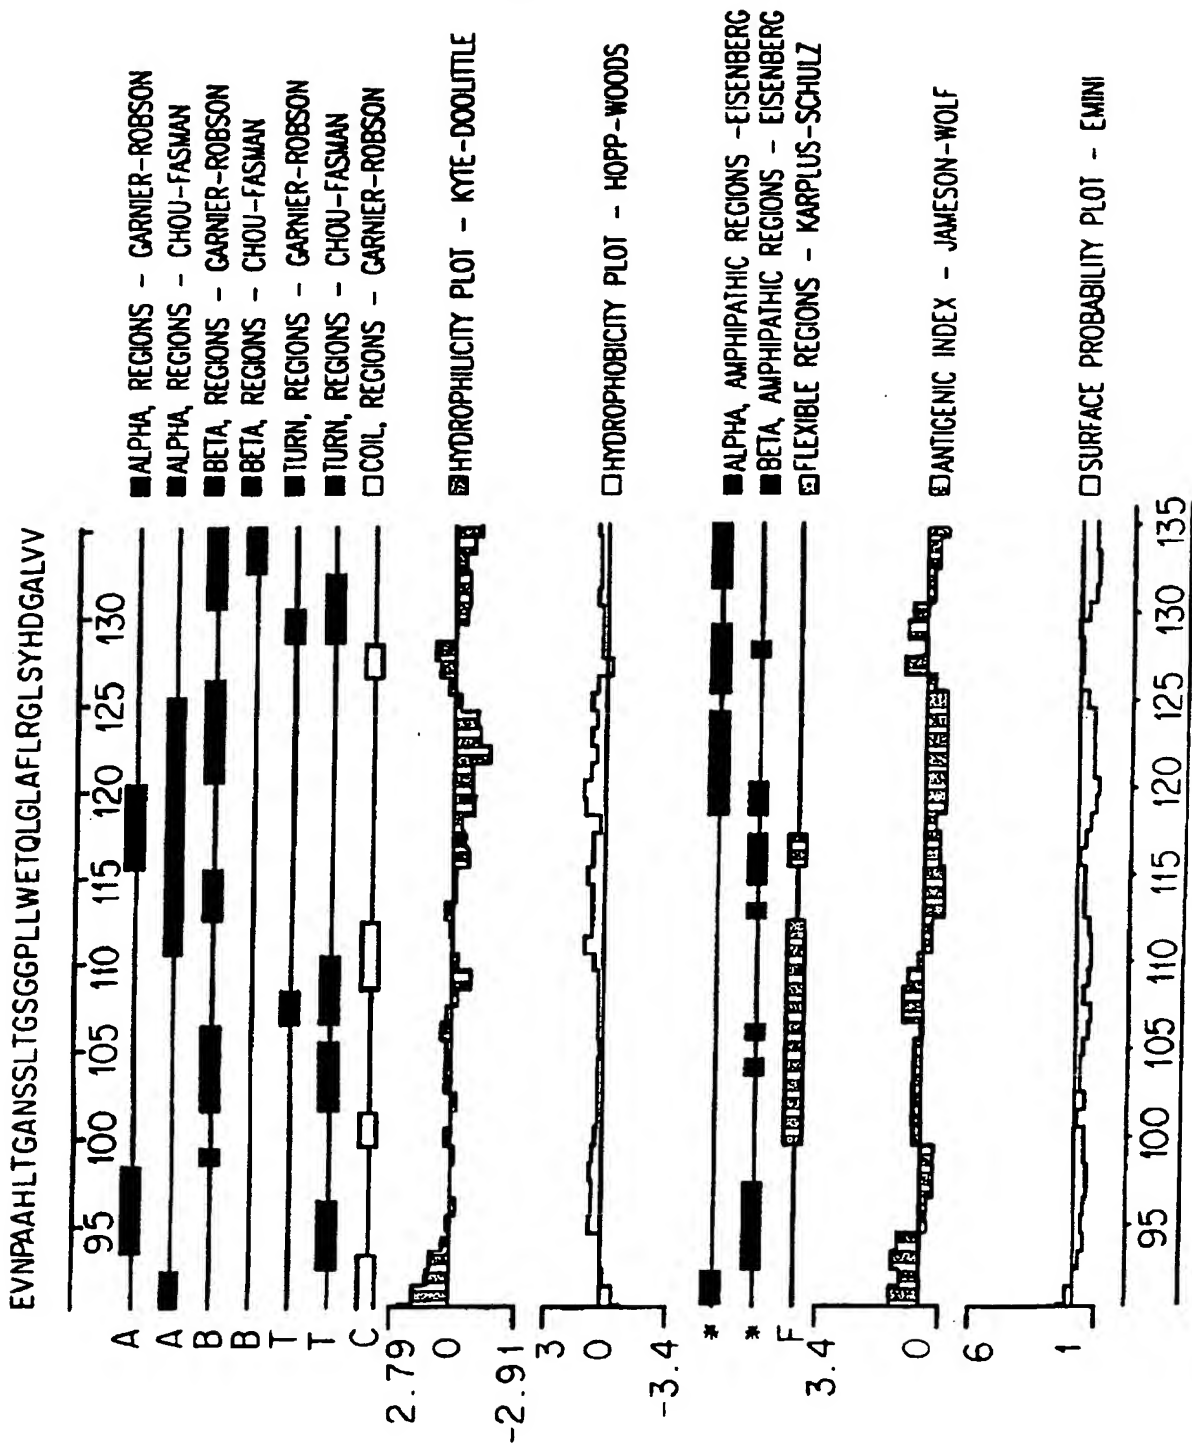 EVNPAAHLTGANSSLTGSGGPLLWETQLGLAFLRGLSYHDGALVV
95 100 105 110 115 120 125 130
A ■ALPHA, REGIONS - GARNIER-ROBSON
A ■ALPHA, REGIONS - CHOU-FASMAN
B ■BETA, REGIONS - GARNIER-ROBSON
B ■BETA, REGIONS - CHOU-FASMAN
T ■TURN, REGIONS - GARNIER-ROBSON
T ■TURN, REGIONS - CHOU-FASMAN
C □COIL, REGIONS - GARNIER-ROBSON
2.79
0 HYDROPHILICITY PLOT - KYTE-DOOLITTLE
-2.91
3
0 □HYDROPHOBICITY PLOT - HOPP-WOODS
-3.4
* ■ALPHA, AMPHIPATHIC REGIONS -EISENBERG
* ■BETA, AMPHIPATHIC REGIONS - EISENBERG
F FLEXIBLE REGIONS - KARPLUS-SCHULZ
3.4
0 ANTIGENIC INDEX - JAMESON-WOLF
6
1 □SURFACE PROBABILITY PLOT - EMINI
95 100 105 110 115 120 125 130 135